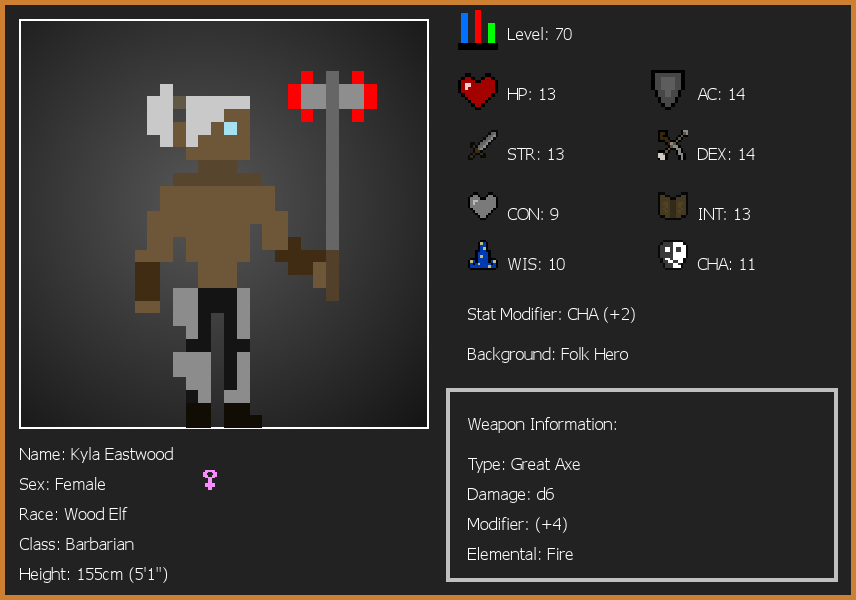 Level: 70
HP: 13
AC: 14
STR: 13
DEX: 14
CON: 9
INT: 13
WIS: 10
CHA: 11
Stat Modifier: CHA (+2)
Background: Folk Hero
Weapon Information:
Type: Great Axe
Damage: d6
Modifier: (+4)
Elemental: Fire
Name: Kyla Eastwood
Sex: Female
Race: Wood Elf
Class: Barbarian
Height: 155cm (5'1")